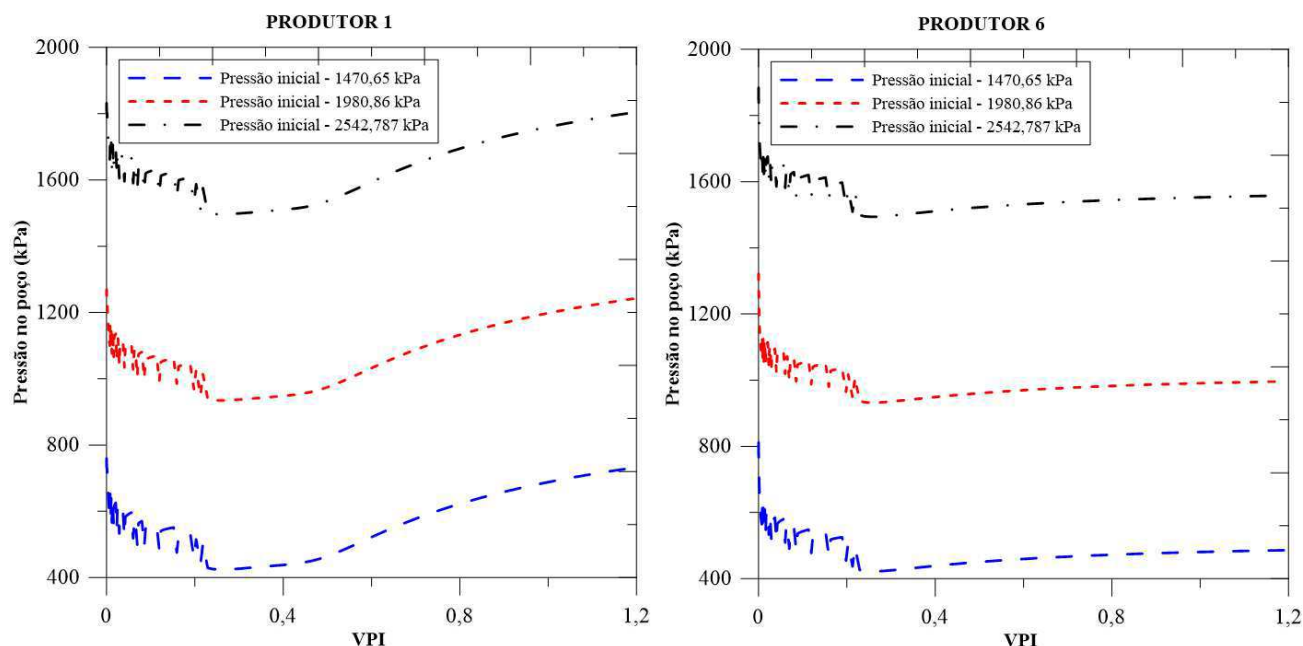 PRODUTOR 1
2000
Pressão inicial - 1470,65 kPa
Pressão inicial - 1980,86 kPa
Pressão inicial - 2542,787 kPa
1600
1200
800
400
Pressão no poço (kPa)
0
0,4
0,8
1,2
VPI
PRODUTOR 6
2000
Pressão inicial - 1470,65 kPa
Pressão inicial - 1980,86 kPa
Pressão inicial - 2542,787 kPa
1600
1200
800
400
Pressão no poço (kPa)
0
0,4
0,8
1,2
VPI